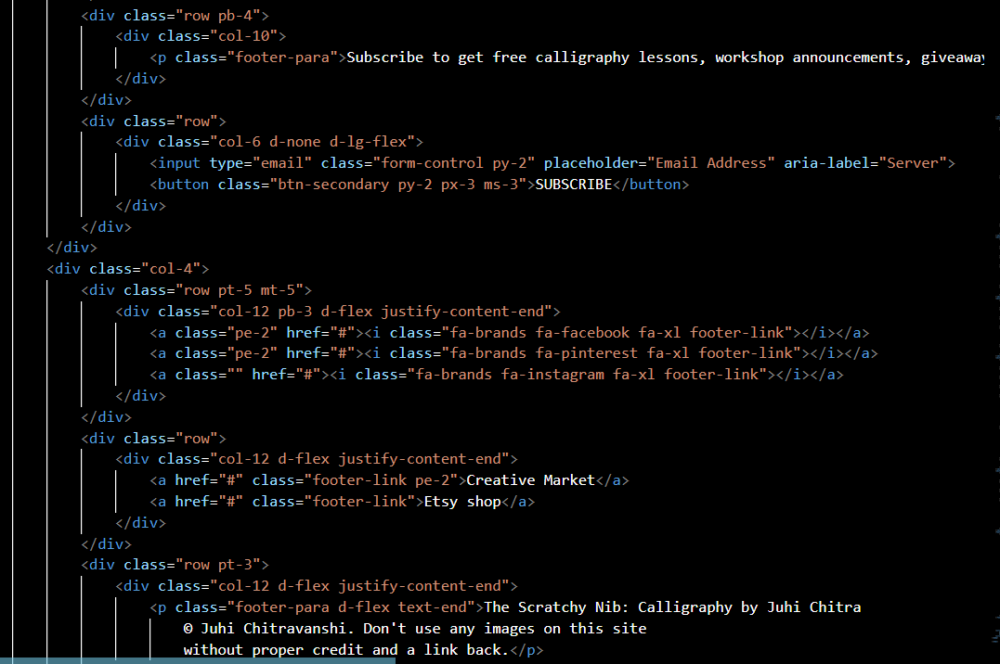 <div class="row pb-4">
<div class="col-10">
<p class="footer-para">Subscribe to get free calligraphy lessons, workshop announcements,
</div>
</div>
<div class="row">
<div class="col-6 d-none d-lg-flex">
<input type="email" class="form-control py-2" placeholder="Email Address" aria-label="Server">
<button class="btn-secondary py-2 px-3 ms-3">SUBSCRIBE</button>
</div>
</div>
</div>
<div class="col-4">
<div class="row pt-5 mt-5">
<div class="col-12 pb-3 d-flex justify-content-end">
<a class="pe-2" href="#"><i class="fa-brands fa-facebook fa-xl footer-link"></i></a>
<a class="pe-2" href="#"><i class="fa-brands fa-pinterest fa-xl footer-link"></i></a>
<a class="" href="#"><i class="fa-brands fa-instagram fa-xl footer-link"></i></a>
</div>
</div>
<div class="row">
<div class="col-12 d-flex justify-content-end">
<a href="#" class="footer-link pe-2">Creative Market</a>
<a href="#" class="footer-link">Etsy shop</a>
</div>
</div>
<div class="row pt-3">
<div class="col-12 d-flex justify-content-end">
<p class="footer-para d-flex text-end">The Scratchy Nib: Calligraphy by Juhi Chitra
© Juhi Chitravanshi. Don't use any images on this site
without proper credit and a link back.</p>